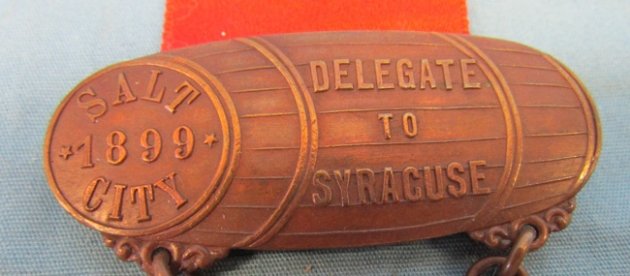 SALT
1899
CITY
DELEGATE
TO
SYRACUSE